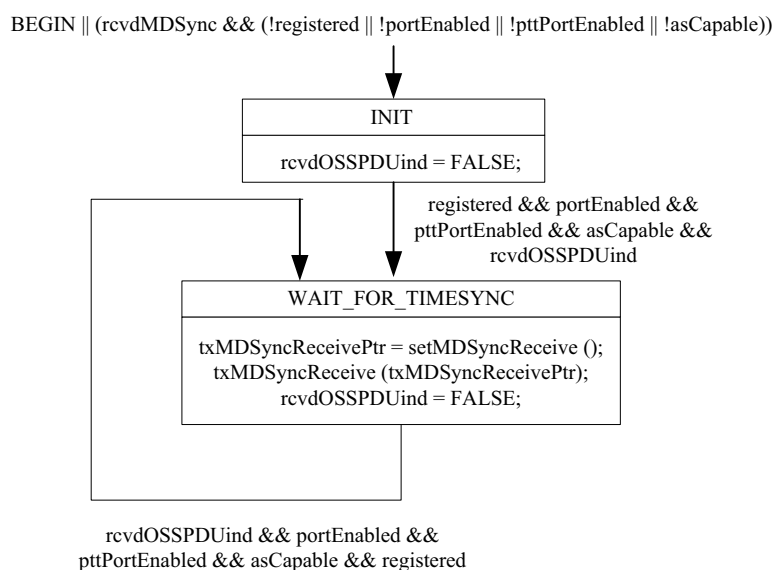 BEGIN || (rcvdMDSync && (!registered || !portEnabled || !pttPortEnabled || !asCapable))
INIT
rcvdOSSPDUind = FALSE;
registered && portEnabled &&
pttPortEnabled && asCapable &&
rcvdOSSPDUind
WAIT_FOR_TIMESYNC
txMDSyncReceivePtr = setMDSyncReceive ();
txMDSyncReceive (txMDSyncReceivePtr);
rcvdOSSPDUind = FALSE;
rcvdOSSPDUind && portEnabled &&
pttPortEnabled && asCapable && registered